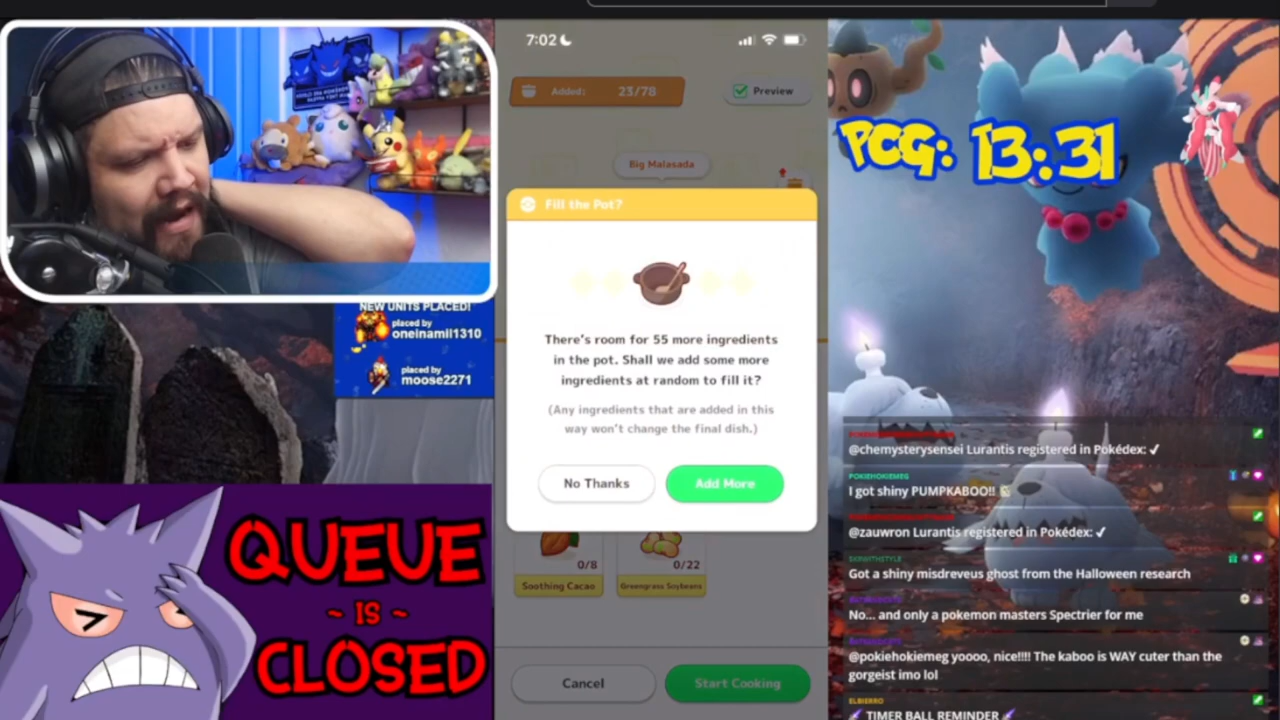 NEW UNITS PLACED!
placed by
oneinamil1310
placed by
moose2271
QUEUE
~ IS ~
CLOSED
7:02
Added: 23/78
Preview
Big Malasada
Fill the Pot?
There's room for 55 more ingredients
in the pot. Shall we add some more
ingredients at random to fill it?
(Any ingredients that are added in this
way won't change the final dish.)
No Thanks
Add More
0/8
0/22
Soothing Cacao
Greengrass Soybeans
Cancel
Start Cooking
PCG: 13:31
@chemysterysensei Lurantis registered in Pokédex: ✓
POKIEHOKIEMEG
I got shiny PUMPKABOO!!
@zauwron Lurantis registered in Pokédex: ✓
Got a shiny misdreveus ghost from the Halloween research
No... and only a pokemon masters Spectrier for me
@pokiehokiemeg yoooo, nice!!!! The kaboo is WAY cuter than the
gorgeist imo lol
ELBIERRO
TIMER BALL REMINDER